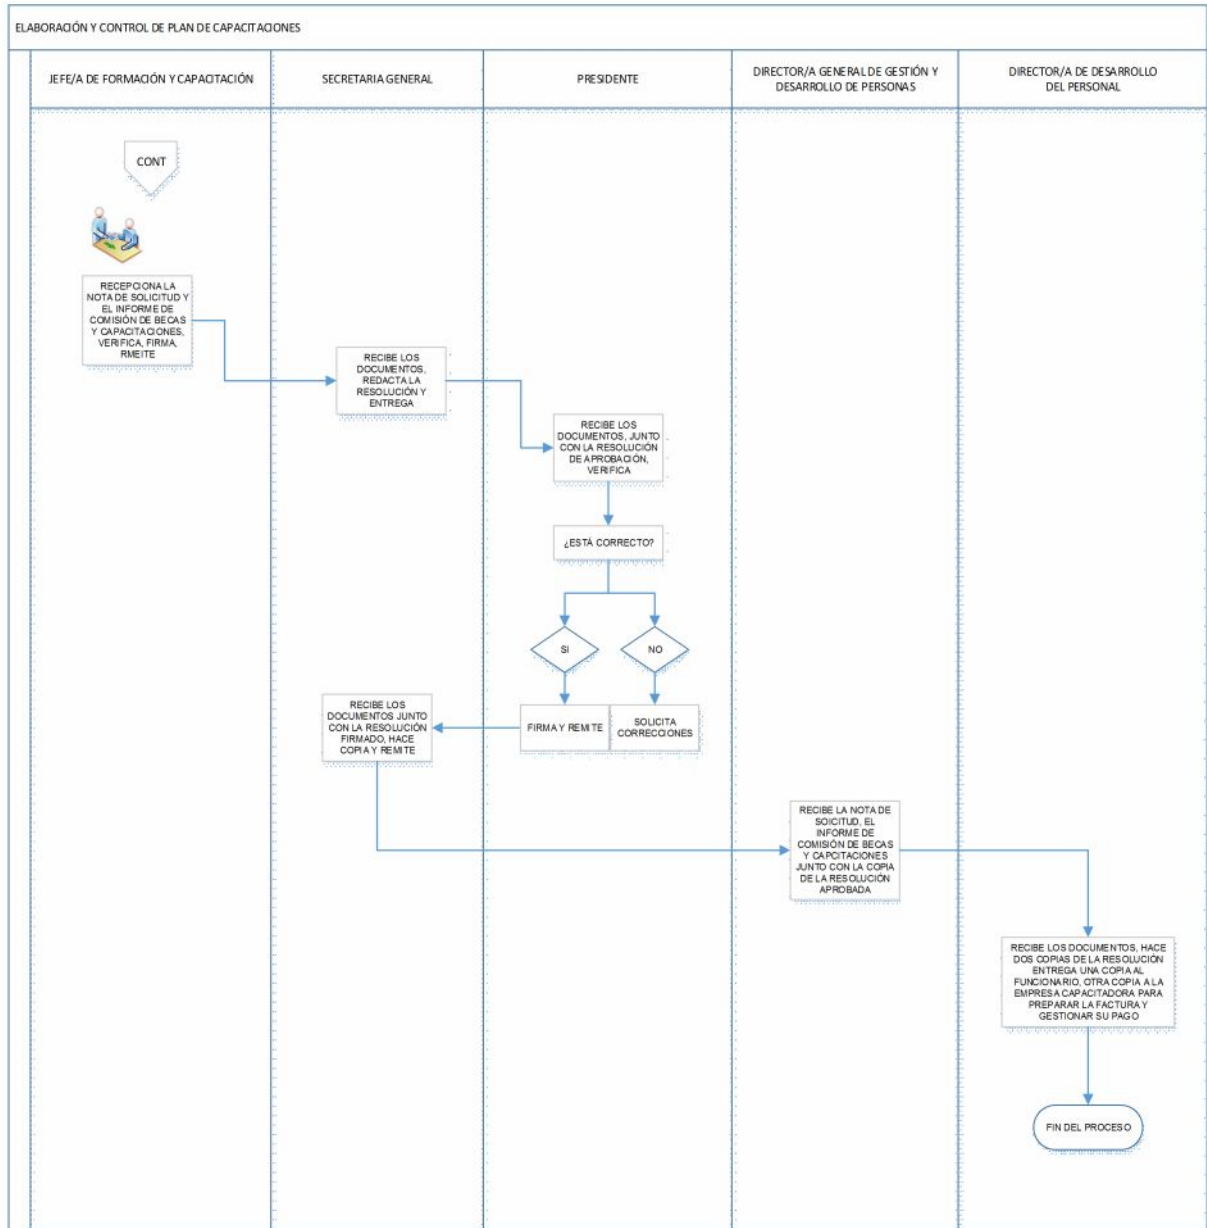 ELABORACIÓN Y CONTROL DE PLAN DE CAPACITACIONES
JEFE/A DE FORMACIÓN Y CAPACITACIÓN
SECRETARIA GENERAL
PRESIDENTE
DIRECTOR/A GENERAL DE GESTIÓN Y
DESARROLLO DE PERSONAS
DIRECTOR/A DE DESARROLLO
DEL PERSONAL
CONT
RECEPCIONA LA
NOTA DE SOLICITUD Y
EL INFORME DE
COMISIÓN DE BECAS
Y CAPACITACIONES,
VERIFICA, FIRMA,
RMEITE
RECIBE LOS
DOCUMENTOS,
REDACTA LA
RESOLUCIÓN Y
ENTREGA
RECIBE LOS
DOCUMENTOS, JUNTO
CON LA RESOLUCIÓN
DE APROBACIÓN,
VERIFICA
¿ESTÁ CORRECTO?
SI
NO
FIRMA Y REMITE
SOLICITA
CORRECCIONES
RECIBE LOS
DOCUMENTOS JUNTO
CON LA RESOLUCIÓN
FIRMADO, HACE
COPIA Y REMITE
RECIBE LA NOTA DE
SOICITUD, EL
INFORME DE
COMISIÓN DE BECAS
Y CAPCITACIONES
JUNTO CON LA COPIA
DE LA RESOLUCIÓN
APROBADA
RECIBE LOS DOCUMENTOS, HACE
DOS COPIAS DE LA RESOLUCIÓN
ENTREGA UNA COPIA AL
FUNCIONARIO, OTRA COPIA A LA
EMPRESA CAPACITADORA PARA
PREPARAR LA FACTURA Y
GESTIONAR SU PAGO
FIN DEL PROCESO